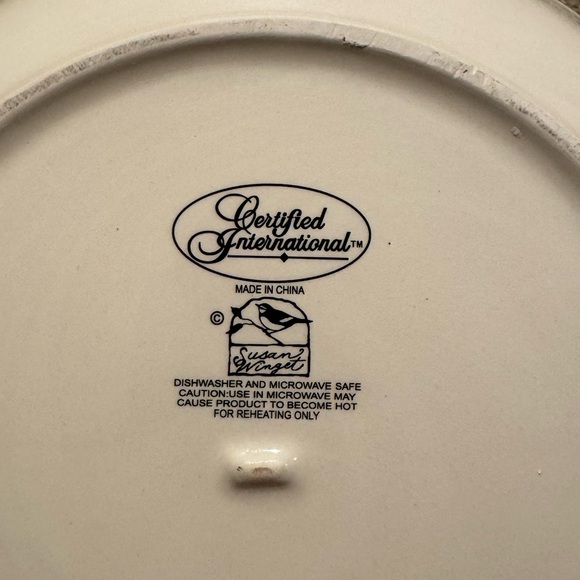 Certified
International™
MADE IN CHINA
©
Susan
Winget
DISHWASHER AND MICROWAVE SAFE
CAUTION:USE IN MICROWAVE MAY
CAUSE PRODUCT TO BECOME HOT
FOR REHEATING ONLY